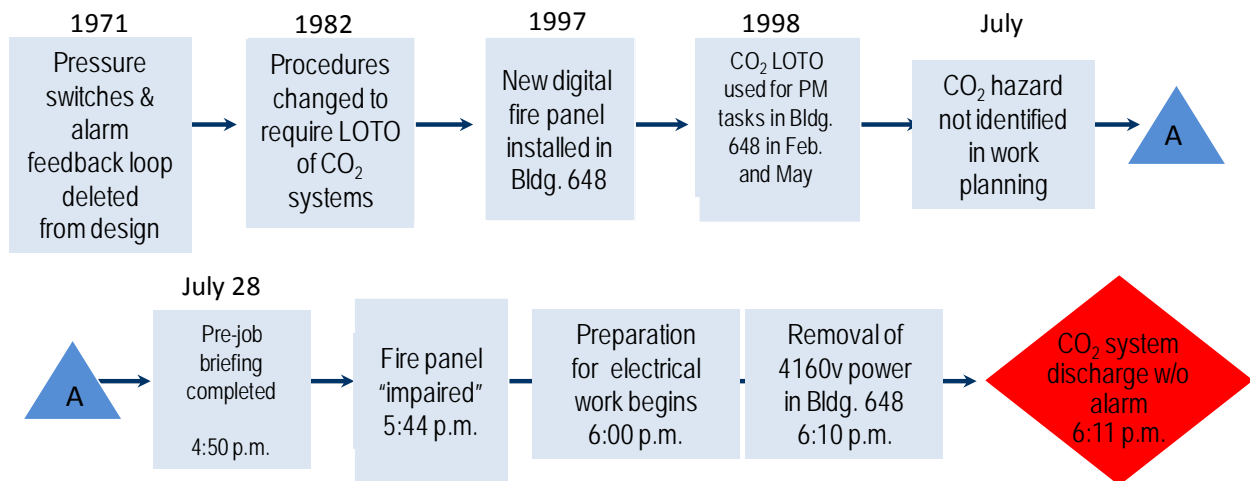 1971
Pressure
switches &
alarm
feedback loop
deleted
from design
1982
Procedures
changed to
require LOTO
of CO₂
systems
1997
New digital
fire panel
installed in
Bldg. 648
1998
CO₂ LOTO
used for PM
tasks in Bldg.
648 in Feb.
and May
July
CO₂ hazard
not identified
in work
planning
A
A
July 28
Pre-job
briefing
completed
4:50 p.m.
Fire panel
“impaired”
5:44 p.m.
Preparation
for electrical
work begins
6:00 p.m.
Removal of
4160v power
in Bldg. 648
6:10 p.m.
CO₂ system
discharge w/o
alarm
6:11 p.m.